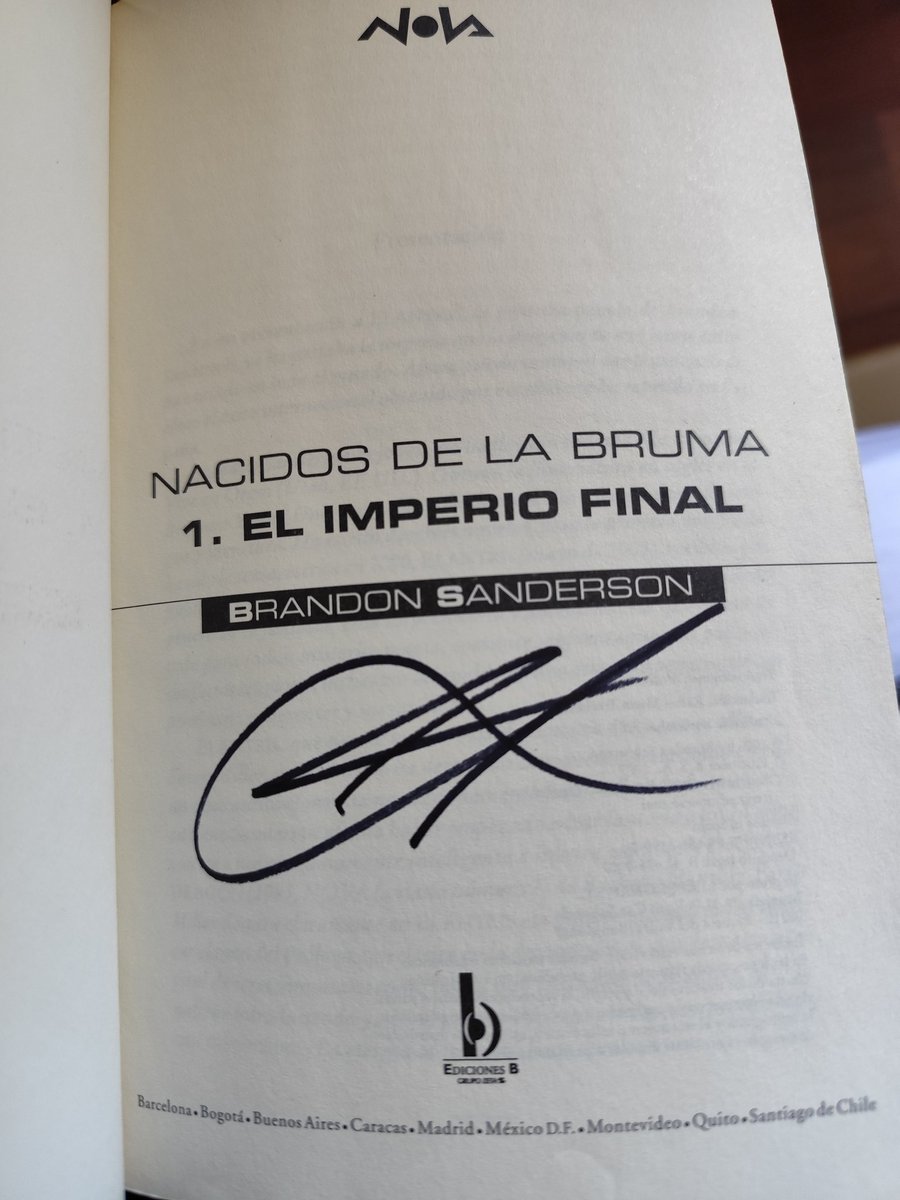 NOVA
NACIDOS DE LA BRUMA
1. EL IMPERIO FINAL
BRANDON SANDERSON
b
EDICIONES B
GRUPO ZETA
Barcelona • Bogotá • Buenos Aires • Caracas • Madrid • México D.F. • Montevideo • Quito • Santiago de Chile